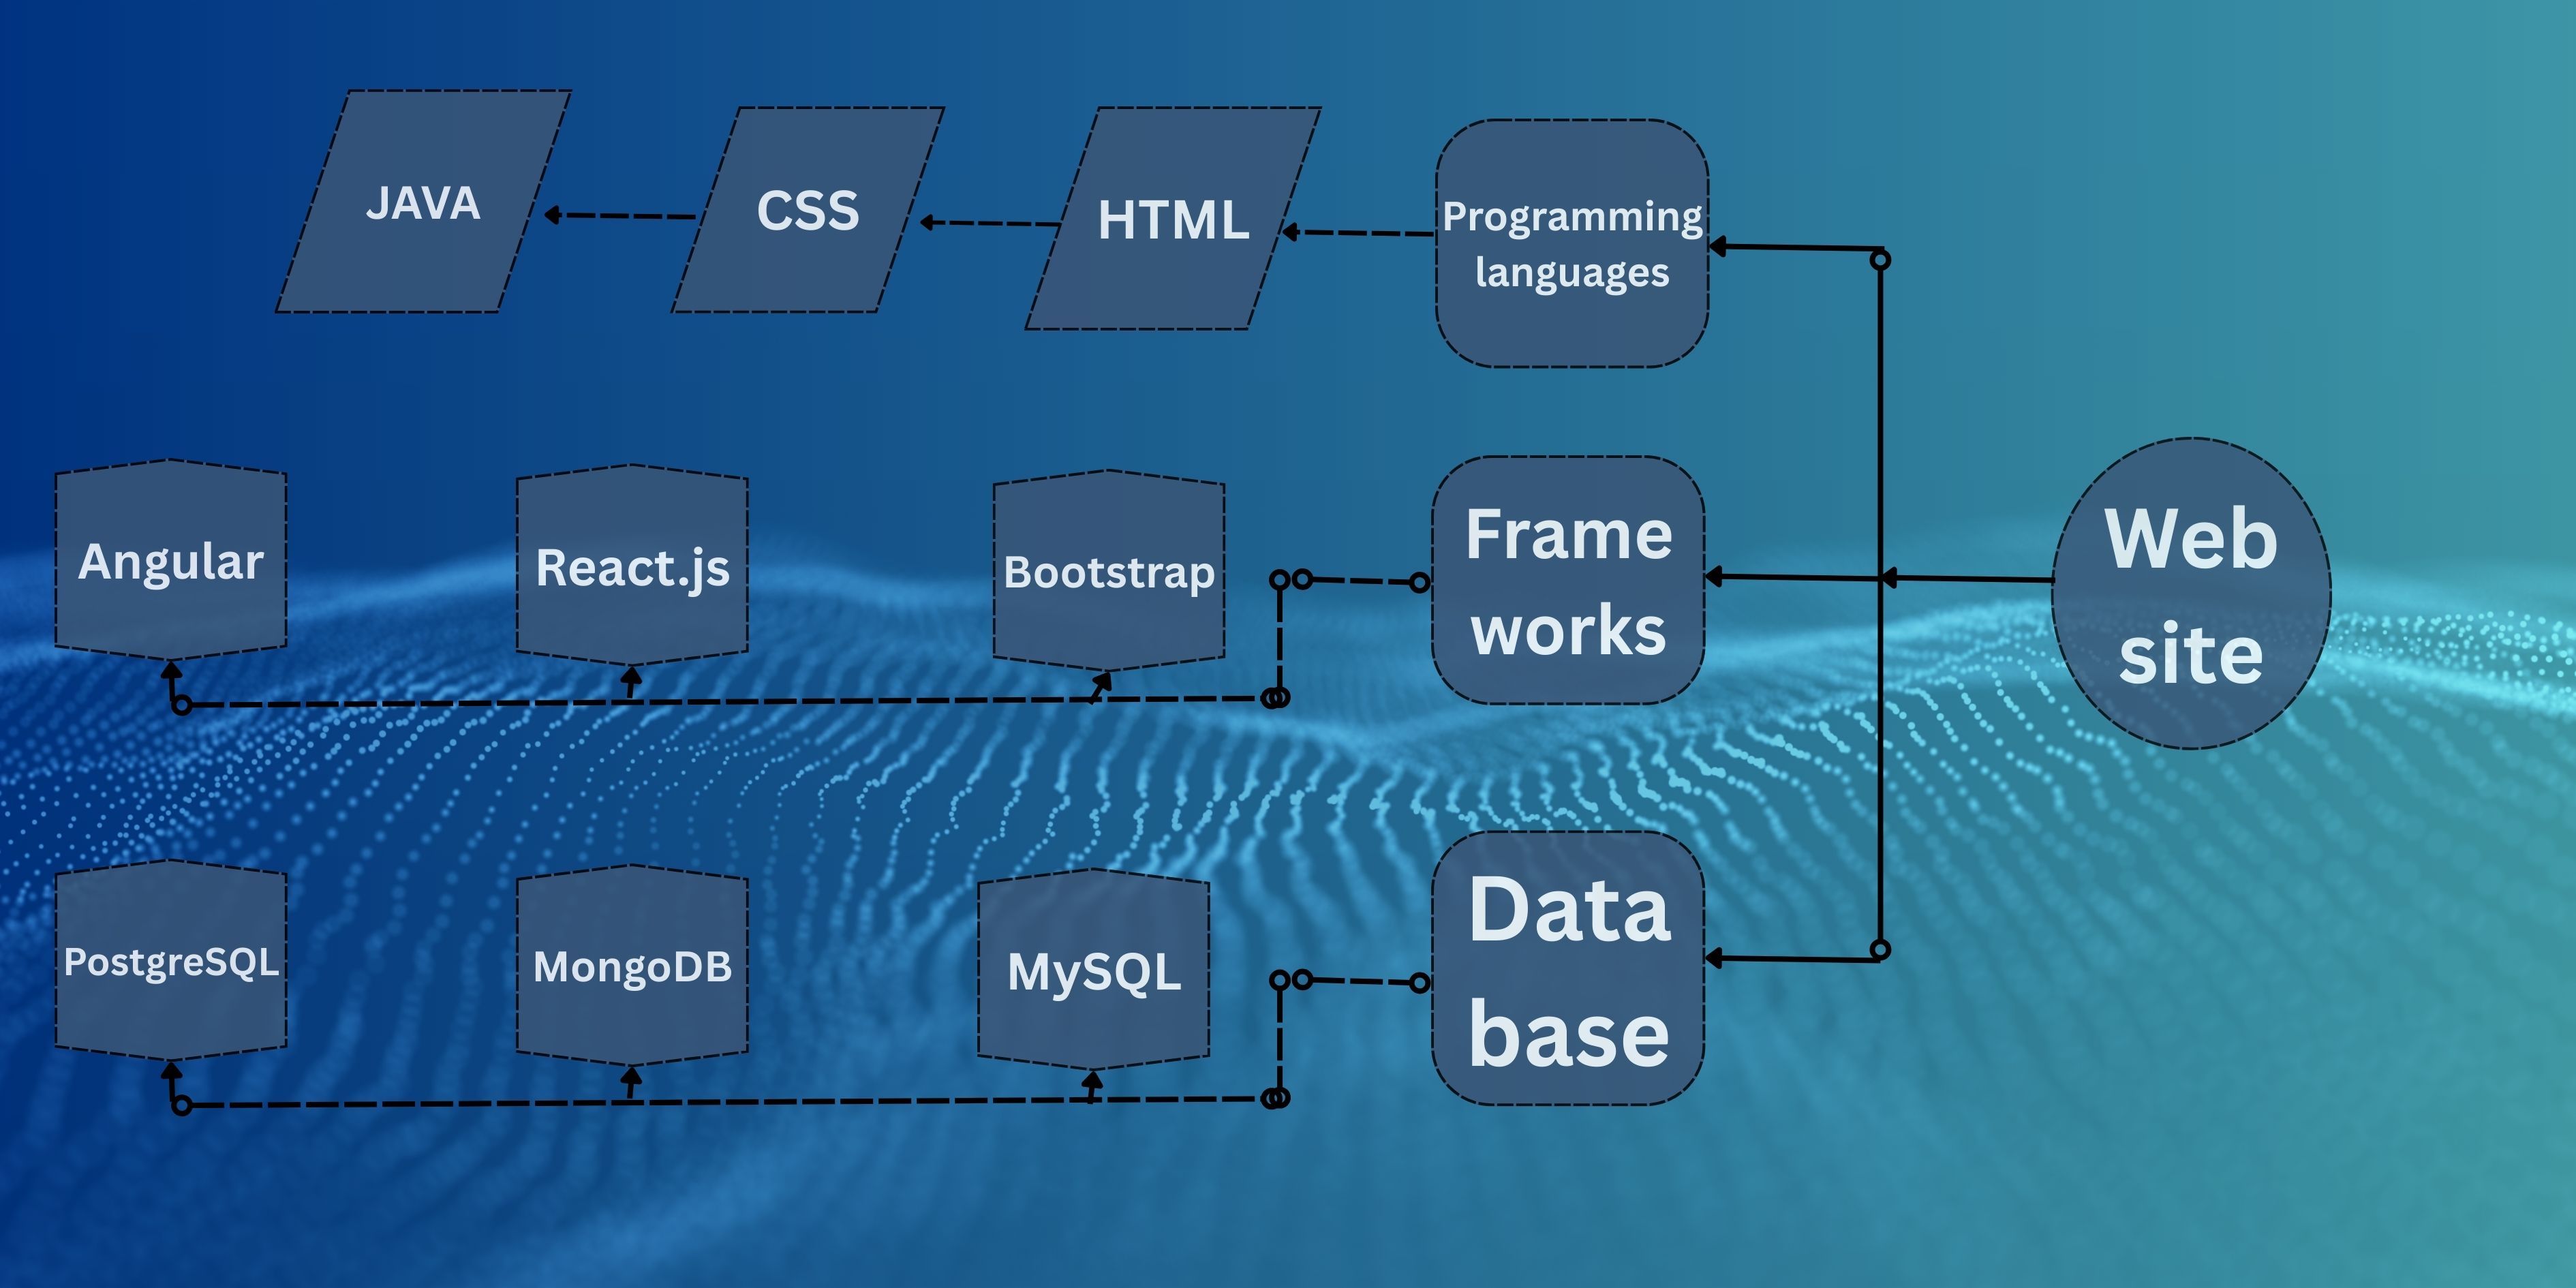 JAVA
CSS
HTML
Programming
languages
Angular
React.js
Bootstrap
Frame
works
Web
site
PostgreSQL
MongoDB
MySQL
Data
base